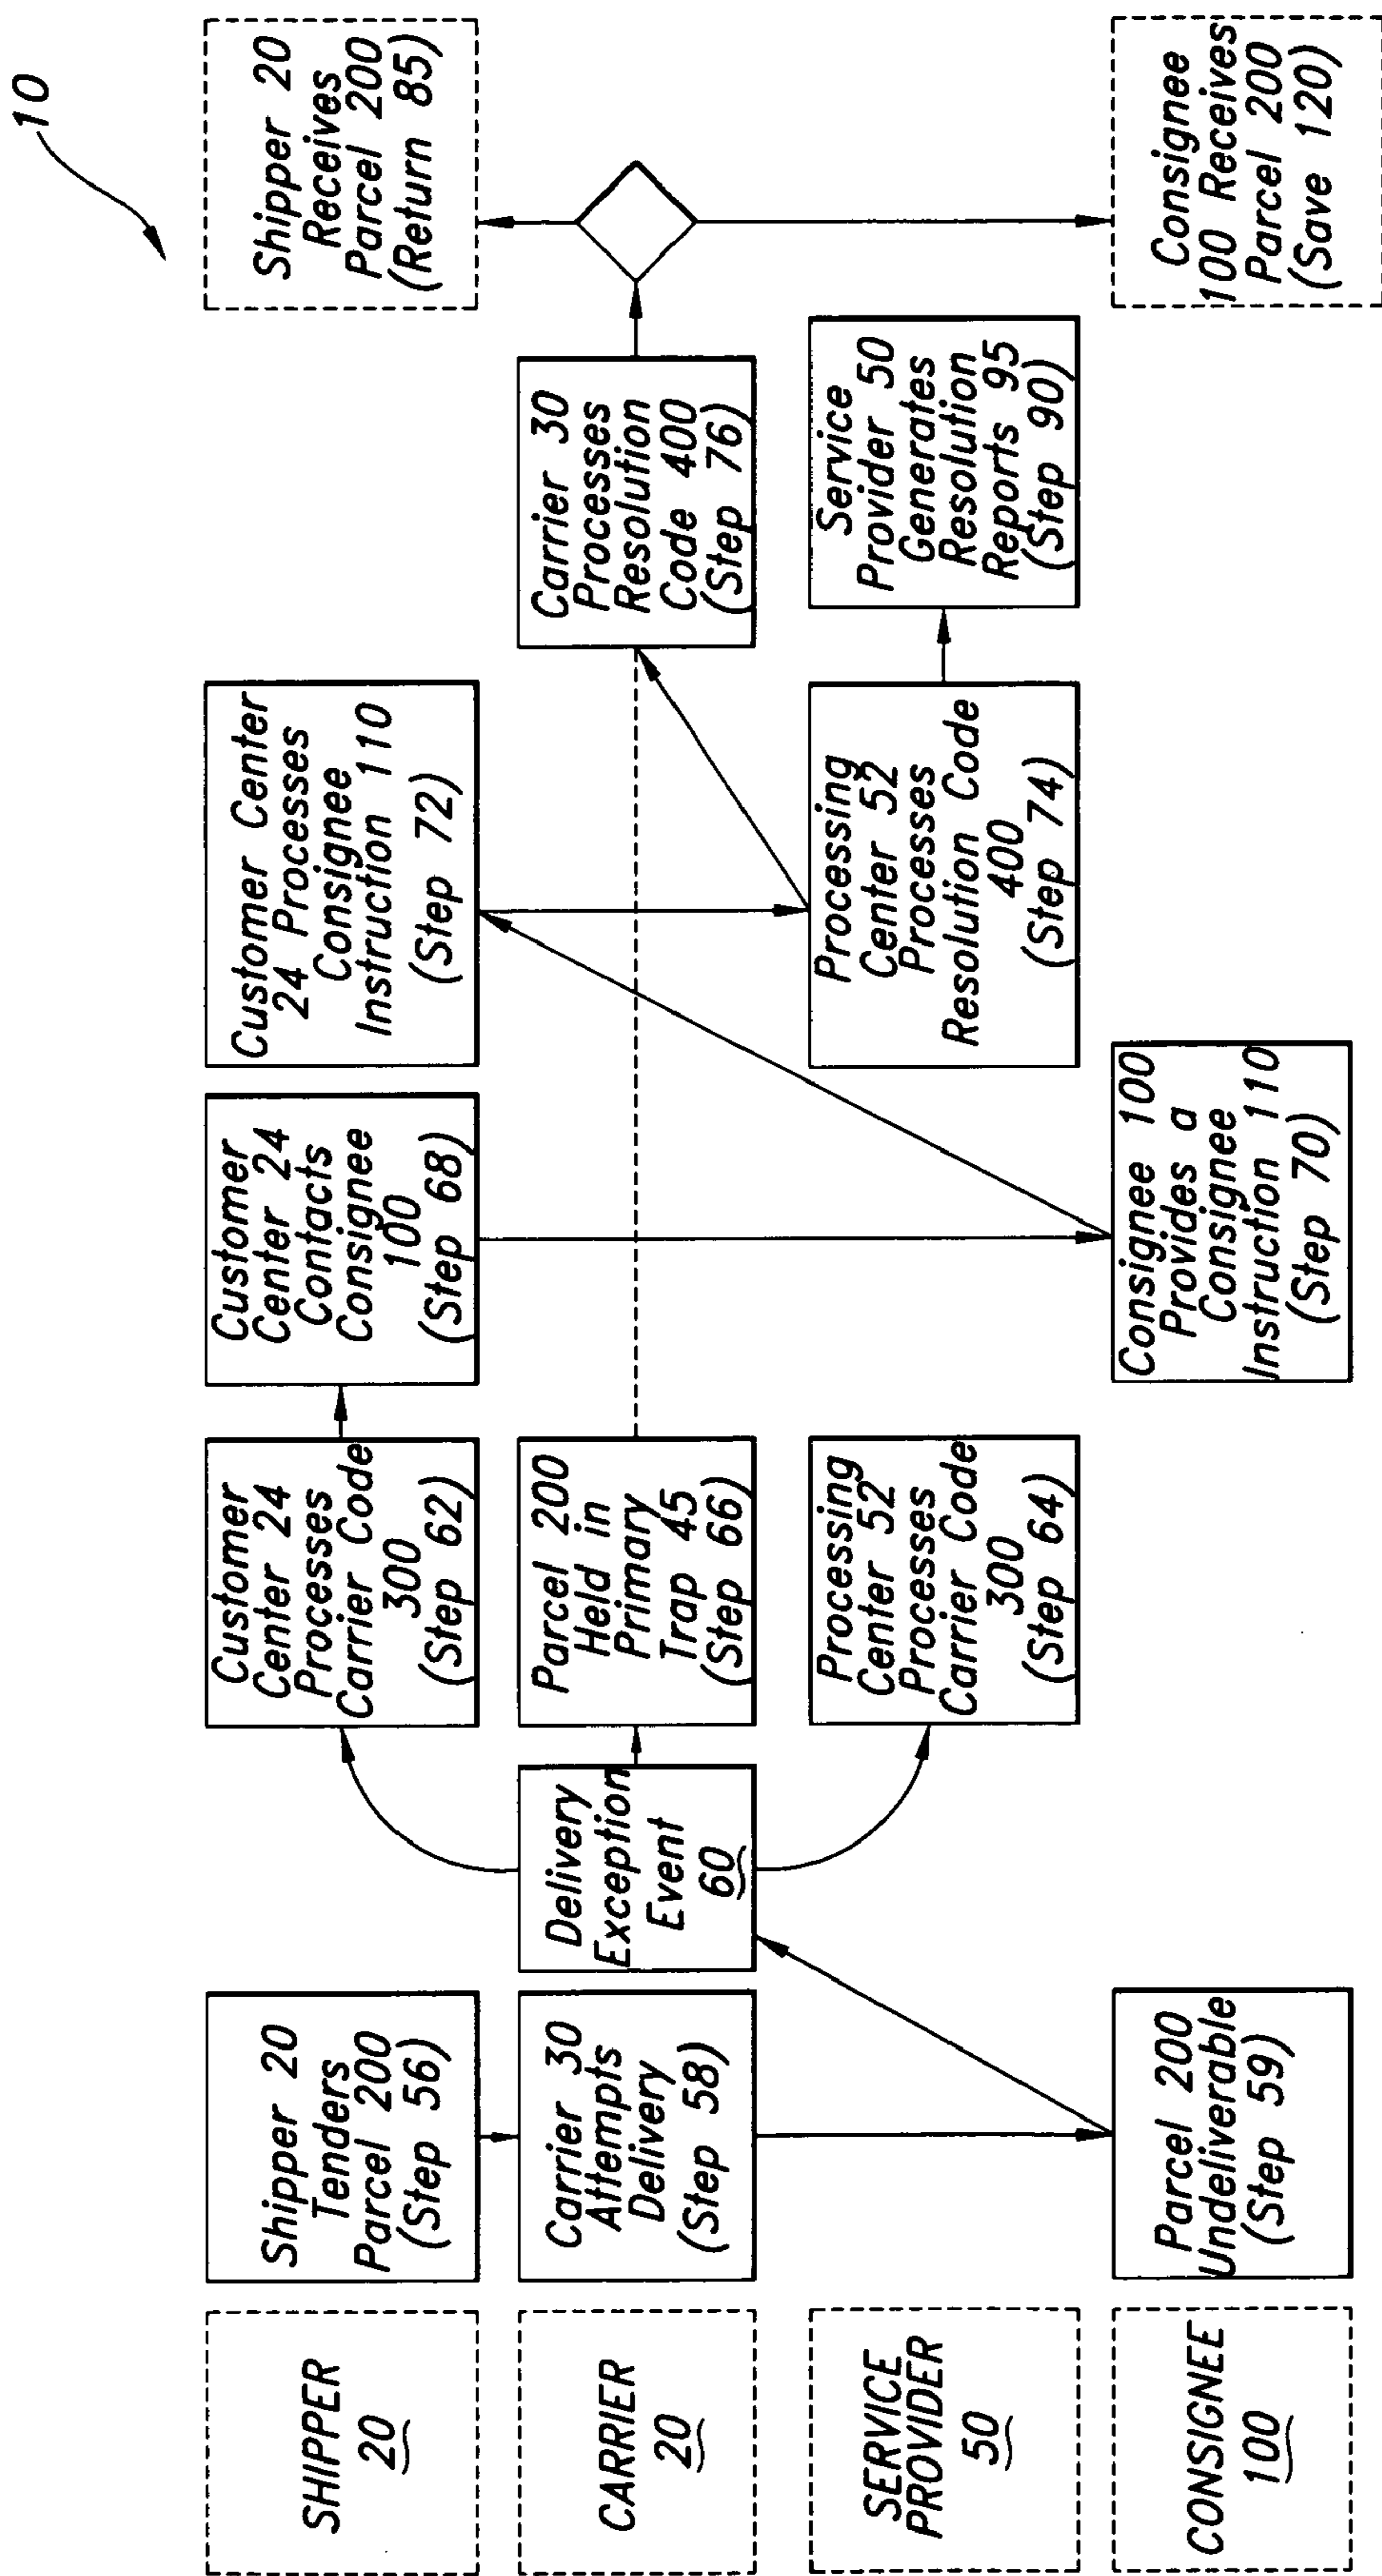 10
SHIPPER
20
Shipper 20
Tenders
Parcel 200
(Step 56)
Customer
Center 24
Processes
Carrier Code
300
(Step 62)
Customer
Center 24
Contacts
Consignee
100
(Step 68)
Customer Center
24 Processes
Consignee
Instruction 110
(Step 72)
Shipper 20
Receives
Parcel 200
(Return 85)
CARRIER
20
Carrier 30
Attempts
Delivery
(Step 58)
Delivery
Exception
Event
60
Parcel 200
Held in
Primary
Trap 45
(Step 66)
Carrier 30
Processes
Resolution
Code 400
(Step 76)
SERVICE
PROVIDER
50
Processing
Center 52
Processes
Carrier Code
300
(Step 64)
Processing
Center 52
Processes
Resolution Code
400
(Step 74)
Service
Provider 50
Generates
Resolution
Reports 95
(Step 90)
CONSIGNEE
100
Parcel 200
Undeliverable
(Step 59)
Consignee 100
Provides a
Consignee
Instruction 110
(Step 70)
Consignee
100 Receives
Parcel 200
(Save 120)